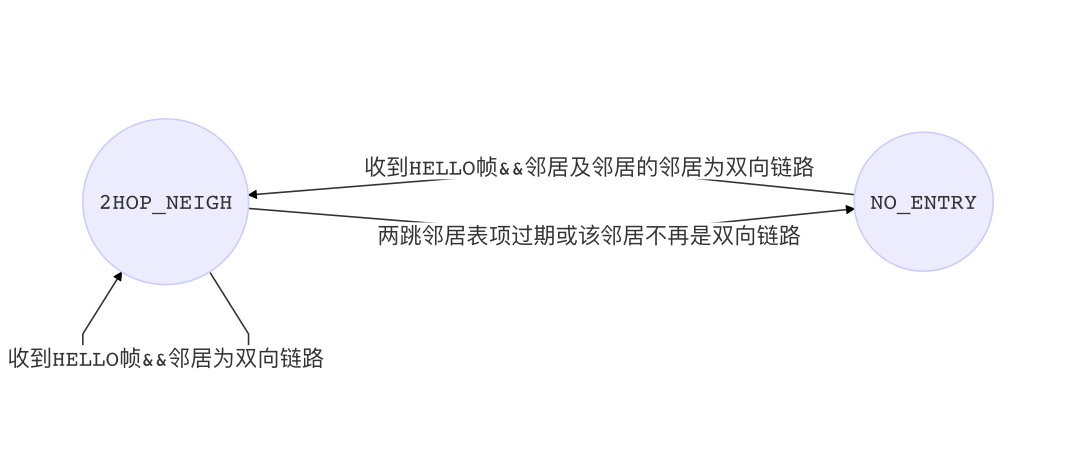 收到HELLO帧&&邻居及邻居的邻居为双向链路
2HOP_NEIGH
NO_ENTRY
两跳邻居表项过期或该邻居不再是双向链路
收到HELLO帧&&邻居为双向链路